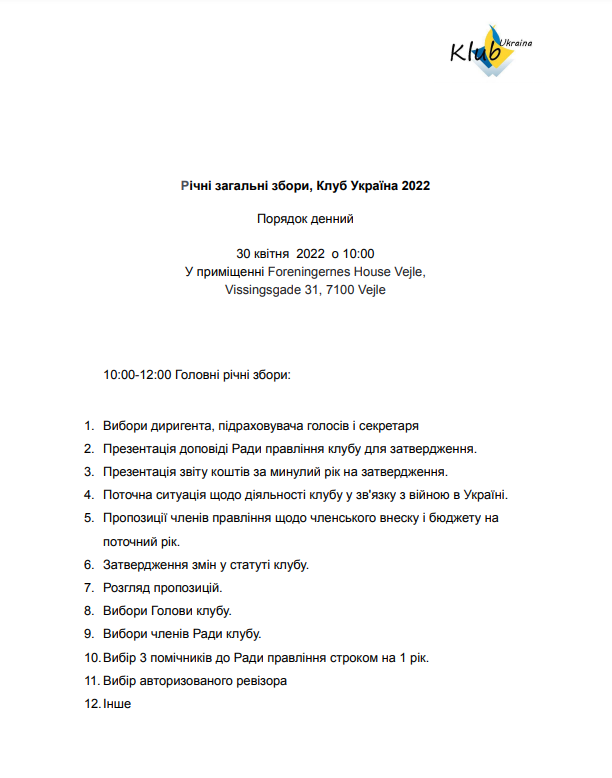 Klub Ukraina
Річні загальні збори, Клуб Україна 2022
Порядок денний
30 квітня 2022 о 10:00
У приміщенні Foreningernes House Vejle,
Vissingsgade 31, 7100 Vejle
10:00-12:00 Головні річні збори:
1. Вибори диригента, підраховувача голосів і секретаря
2. Презентація доповіді Ради правління клубу для затвердження.
3. Презентація звіту коштів за минулий рік на затвердження.
4. Поточна ситуація щодо діяльності клубу у зв'язку з війною в Україні.
5. Пропозиції членів правління щодо членського внеску і бюджету на
поточний рік.
6. Затвердження змін у статуті клубу.
7. Розгляд пропозицій.
8. Вибори Голови клубу.
9. Вибори членів Ради клубу.
10. Вибір 3 помічників до Ради правління строком на 1 рік.
11. Вибір авторизованого ревізора
12. Інше